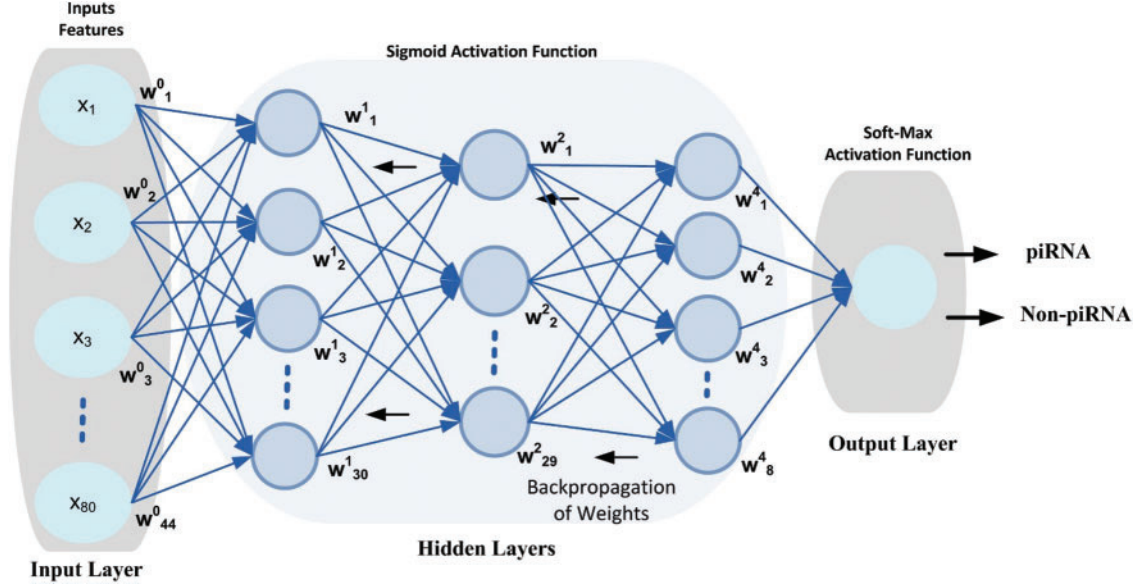 Inputs
Features
Sigmoid Activation Function
Soft-Max
Activation Function
x₁
x₂
x₃
x₈₀
w⁰₁
w⁰₂
w⁰₃
w⁰₄₄
w¹₁
w¹₂
w¹₃
w¹₃₀
w²₁
w²₂
w²₂₉
w⁴₁
w⁴₂
w⁴₃
w⁴₈
piRNA
Non-piRNA
Backpropagation
of Weights
Input Layer
Hidden Layers
Output Layer